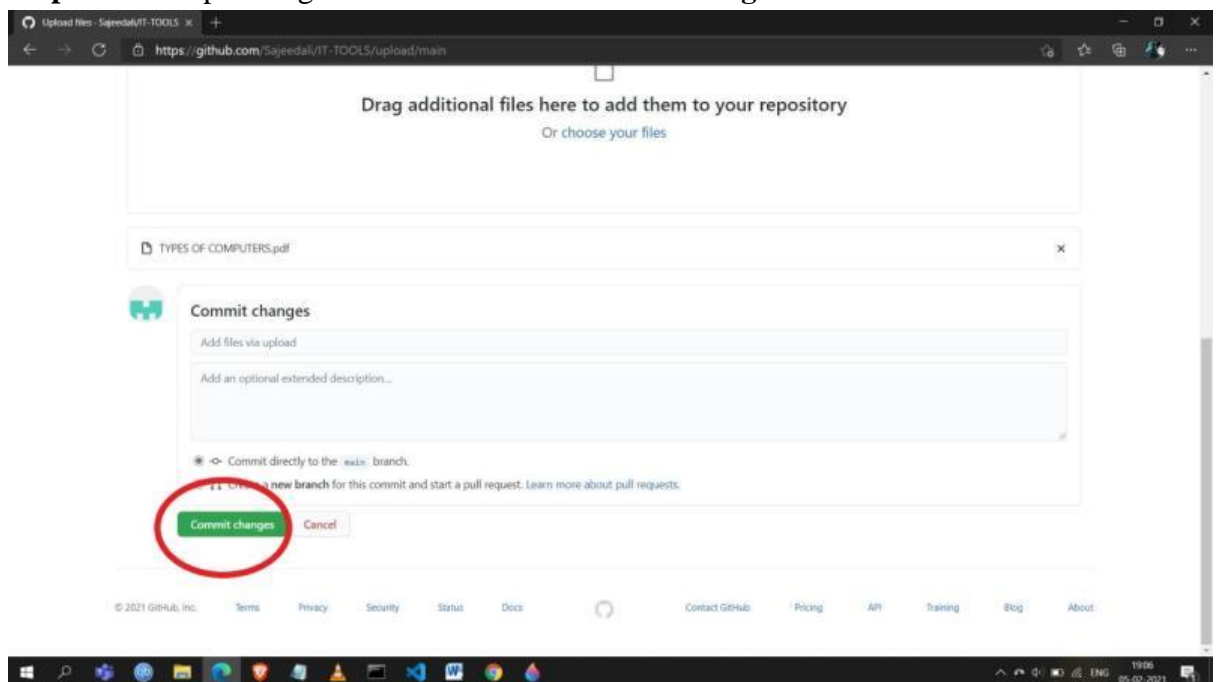 Upload files · Sajeedali/IT-TOOLS
https://github.com/Sajeedali/IT-TOOLS/upload/main
Drag additional files here to add them to your repository
Or choose your files
TYPES OF COMPUTERS.pdf
Commit changes
Add files via upload
Add an optional extended description...
Commit directly to the main branch.
a new branch for this commit and start a pull request. Learn more about pull requests.
Commit changes Cancel
© 2021 GitHub, Inc. Terms Privacy Security Status Docs Contact GitHub Pricing API Training Blog About
ENG 19:06
05-02-2021